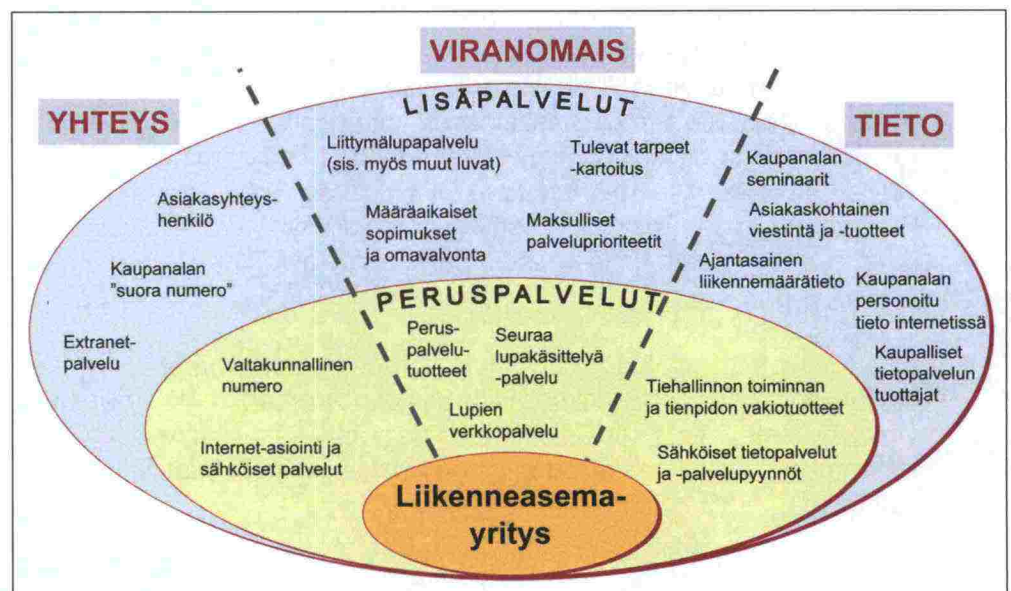 VIRANOMAIS
YHTEYS
TIETO
LISÄPALVELUT
Asiakasyhteys-
henkilö
Kaupanalan
"suora numero"
Extranet-
palvelu
Liittymälupapalvelu
(sis. myös muut luvat)
Tulevat tarpeet
-kartoitus
Määräaikaiset
sopimukset
ja omavalvonta
Maksulliset
palveluprioriteetit
Kaupanalan
seminaarit
Asiakaskohtainen
viestintä ja -tuotteet
Ajantasainen
liikennemäärätieto
Kaupanalan
personoitu
tieto internetissä
Kaupalliset
tietopalvelun
tuottajat
PERUSPALVELUT
Valtakunnallinen
numero
Internet-asiointi ja
sähköiset palvelut
Perus-
palvelu-
tuotteet
Seuraa
lupakäsittelyä
-palvelu
Lupien
verkkopalvelu
Tiehallinnon toiminnan
ja tienpidon vakiotuotteet
Sähköiset tietopalvelut
ja -palvelupyynnöt
Liikenneasema-
yritys